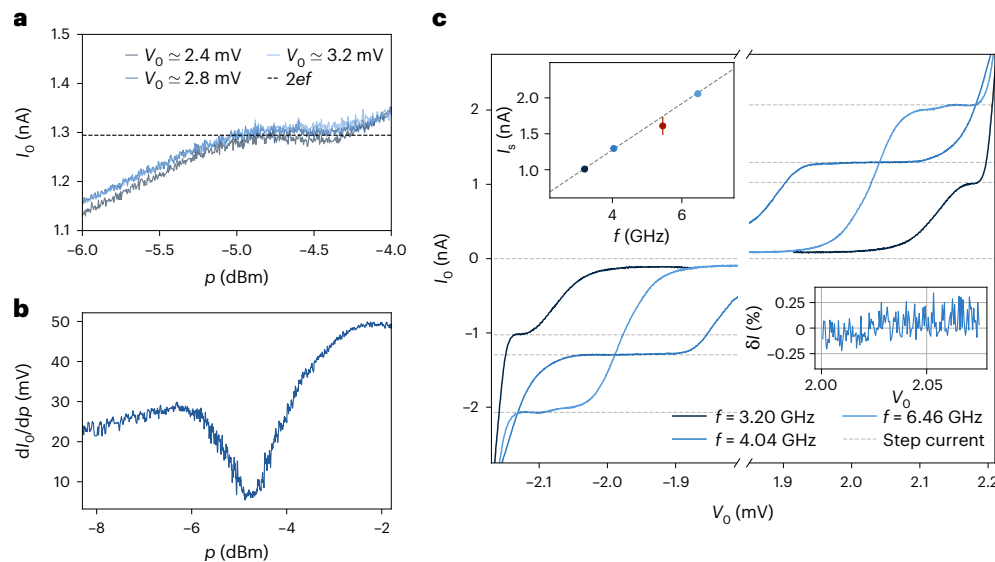 a
1.5
1.4
1.3
1.2
1.1
I0 (nA)
V0 ≃ 2.4 mV
V0 ≃ 3.2 mV
V0 ≃ 2.8 mV
2ef
−6.0
−5.5
−5.0
−4.5
−4.0
p (dBm)
b
50
40
30
20
10
dI0/dp (mV)
−8
−6
−4
−2
p (dBm)
c
2
1
0
−1
−2
I0 (nA)
2.0
1.5
1.0
Is (nA)
4
6
f (GHz)
0.25
0
−0.25
δI (%)
2.00
2.05
V0
f = 3.20 GHz
f = 6.46 GHz
f = 4.04 GHz
Step current
−2.1
−2.0
−1.9
1.9
2.0
2.1
2.2
V0 (mV)